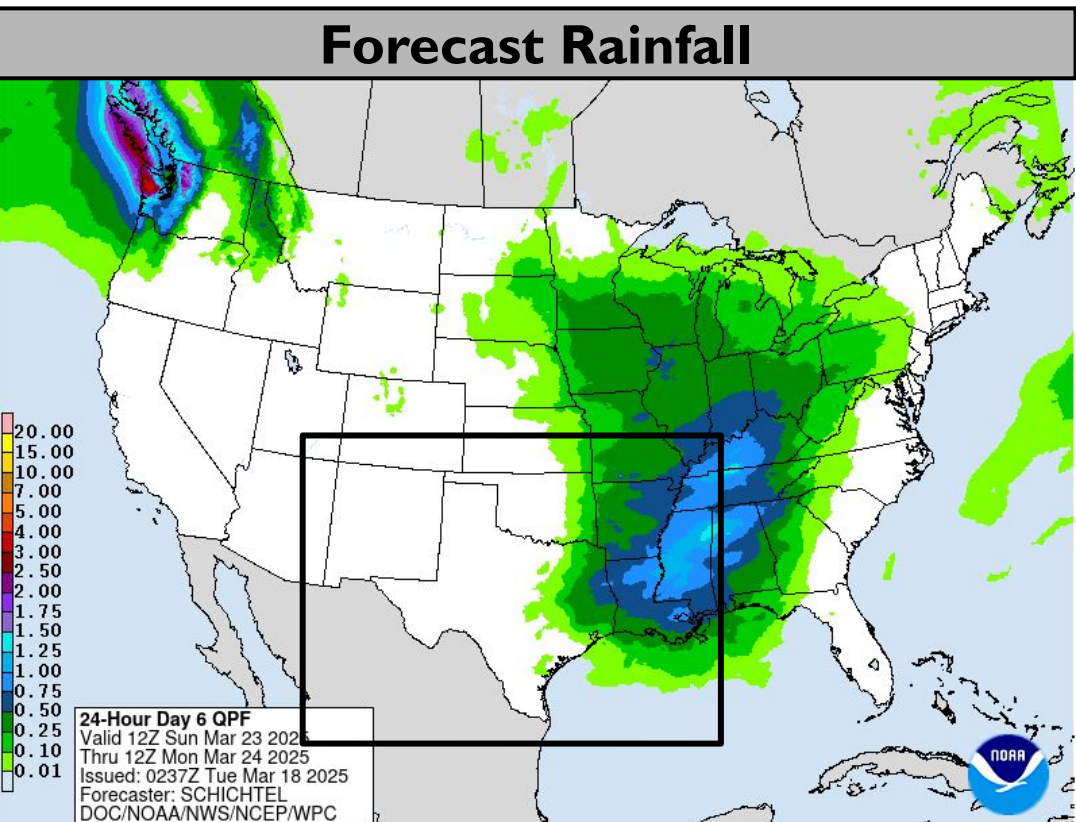 Forecast Rainfall
20.00
15.00
10.00
7.00
5.00
4.00
3.00
2.50
2.00
1.75
1.50
1.25
1.00
0.75
0.50
0.25
0.10
0.01
24-Hour Day 6 QPF
Valid 12Z Sun Mar 23 2025
Thru 12Z Mon Mar 24 2025
Issued: 0237Z Tue Mar 18 2025
Forecaster: SCHICHTEL
DOC/NOAA/NWS/NCEP/WPC
NOAA